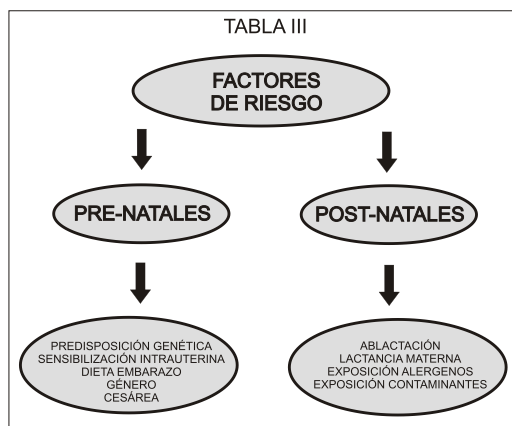 TABLA III
FACTORES
DE RIESGO
PRE-NATALES
POST-NATALES
PREDISPOSICIÓN GENÉTICA
SENSIBILIZACIÓN INTRAUTERINA
DIETA EMBARAZO
GÉNERO
CESÁREA
ABLACTACIÓN
LACTANCIA MATERNA
EXPOSICIÓN ALERGENOS
EXPOSICIÓN CONTAMINANTES